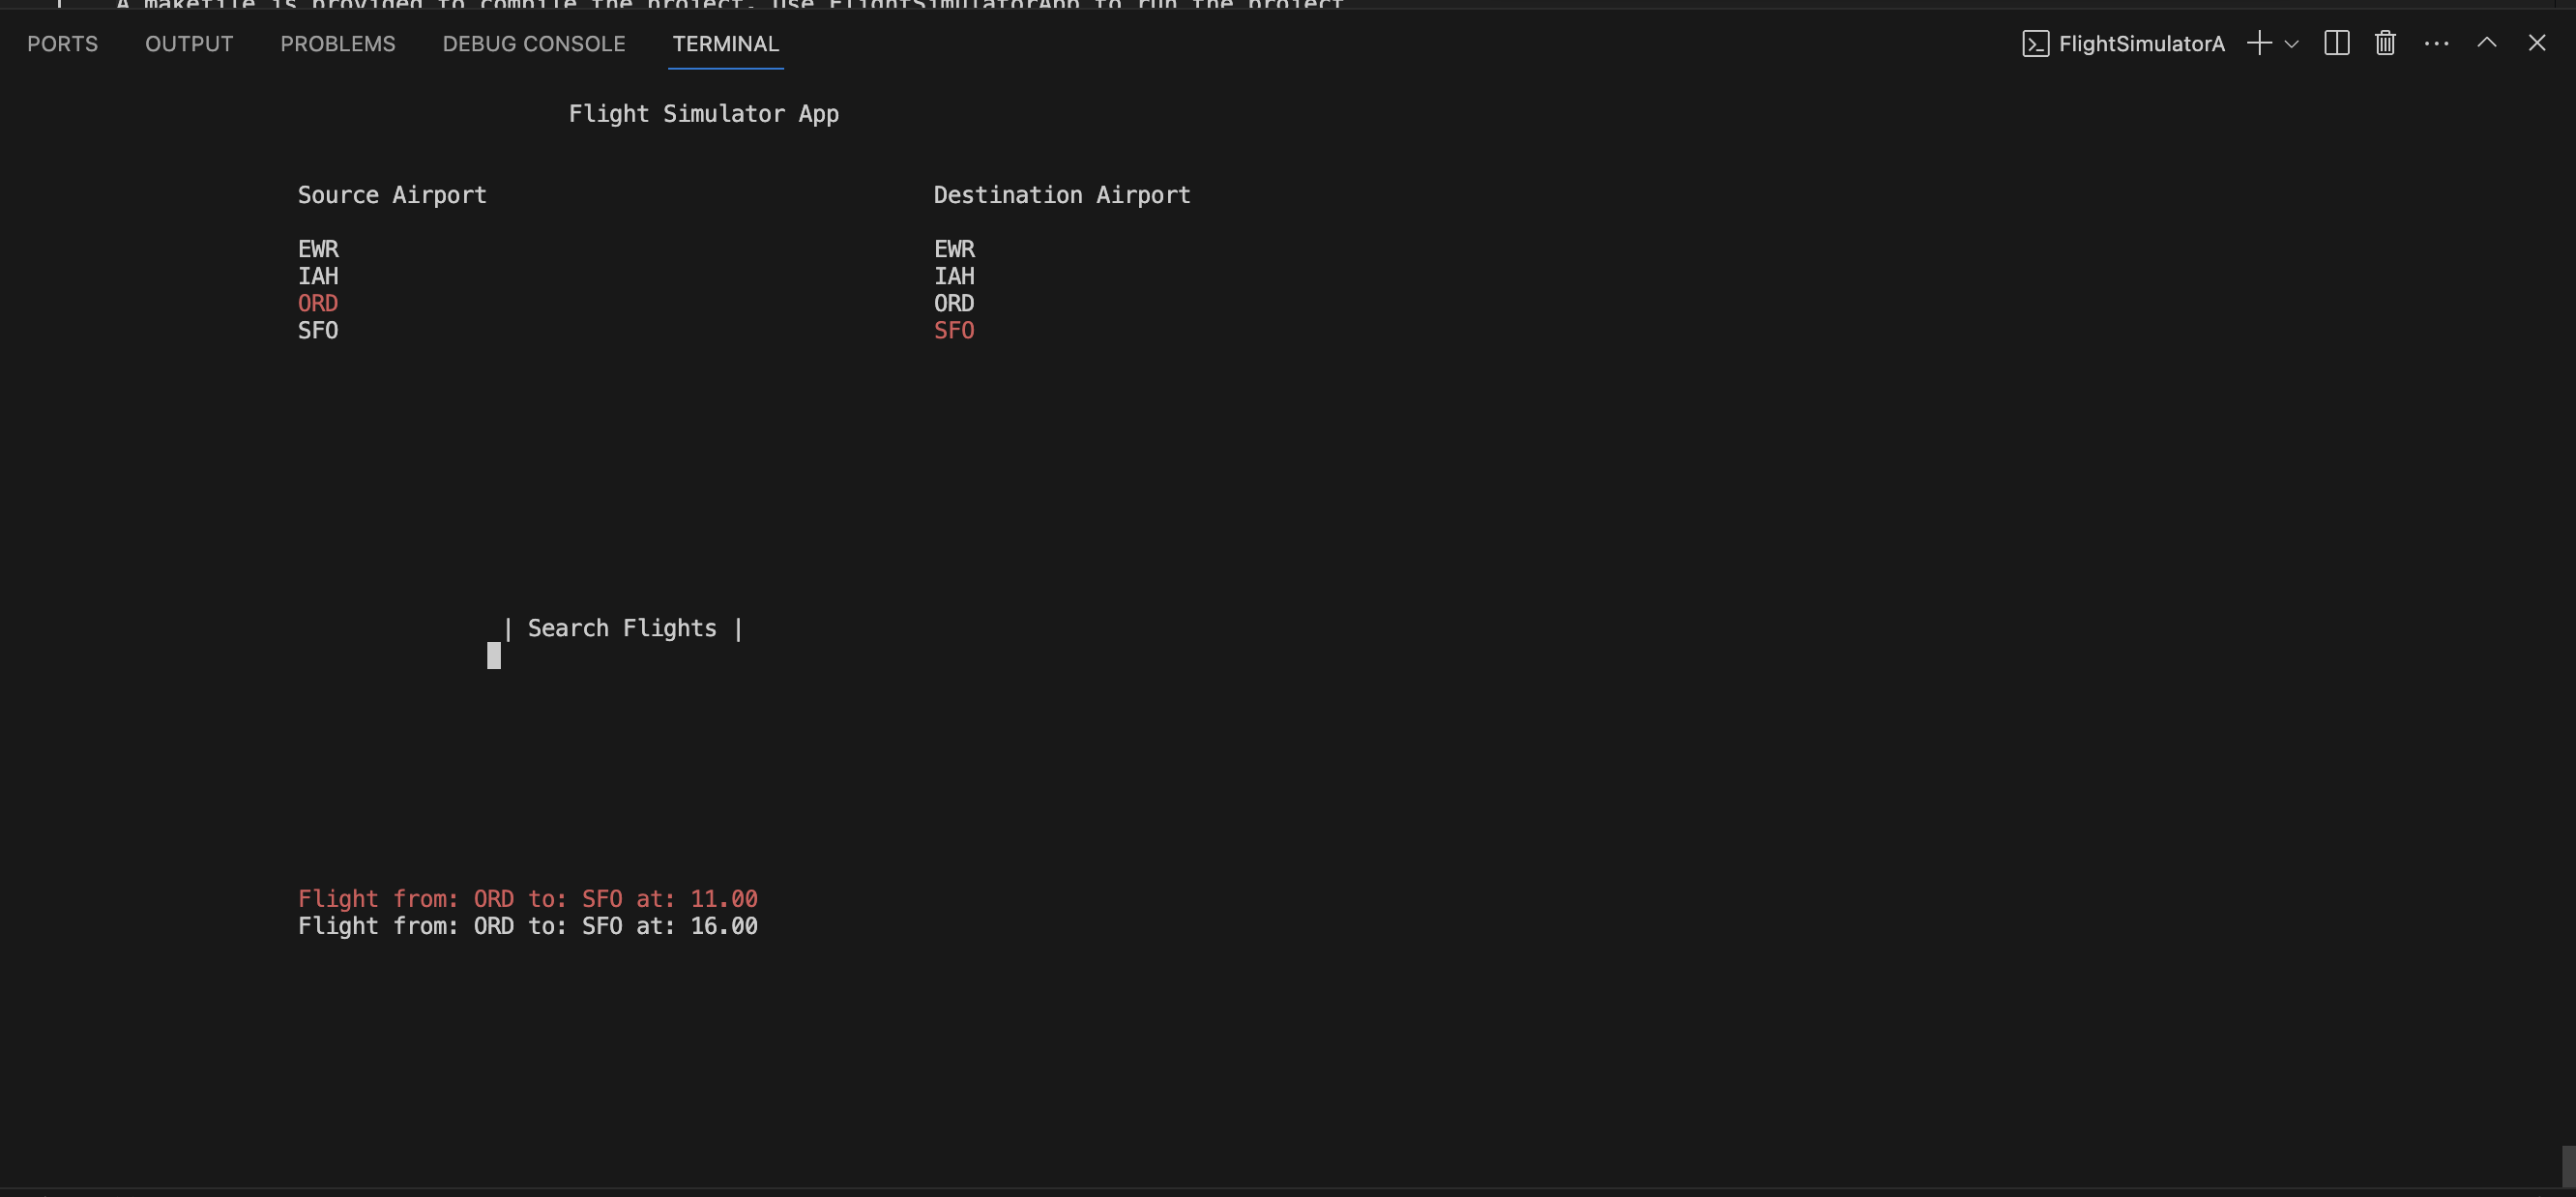 A makefile is provided to compile the project. Use FlightSimulatorApp to run the project
PORTS OUTPUT PROBLEMS DEBUG CONSOLE TERMINAL FlightSimulatorA
Flight Simulator App
Source Airport Destination Airport
EWR EWR
IAH IAH
ORD ORD
SFO SFO
| Search Flights |
Flight from: ORD to: SFO at: 11.00
Flight from: ORD to: SFO at: 16.00